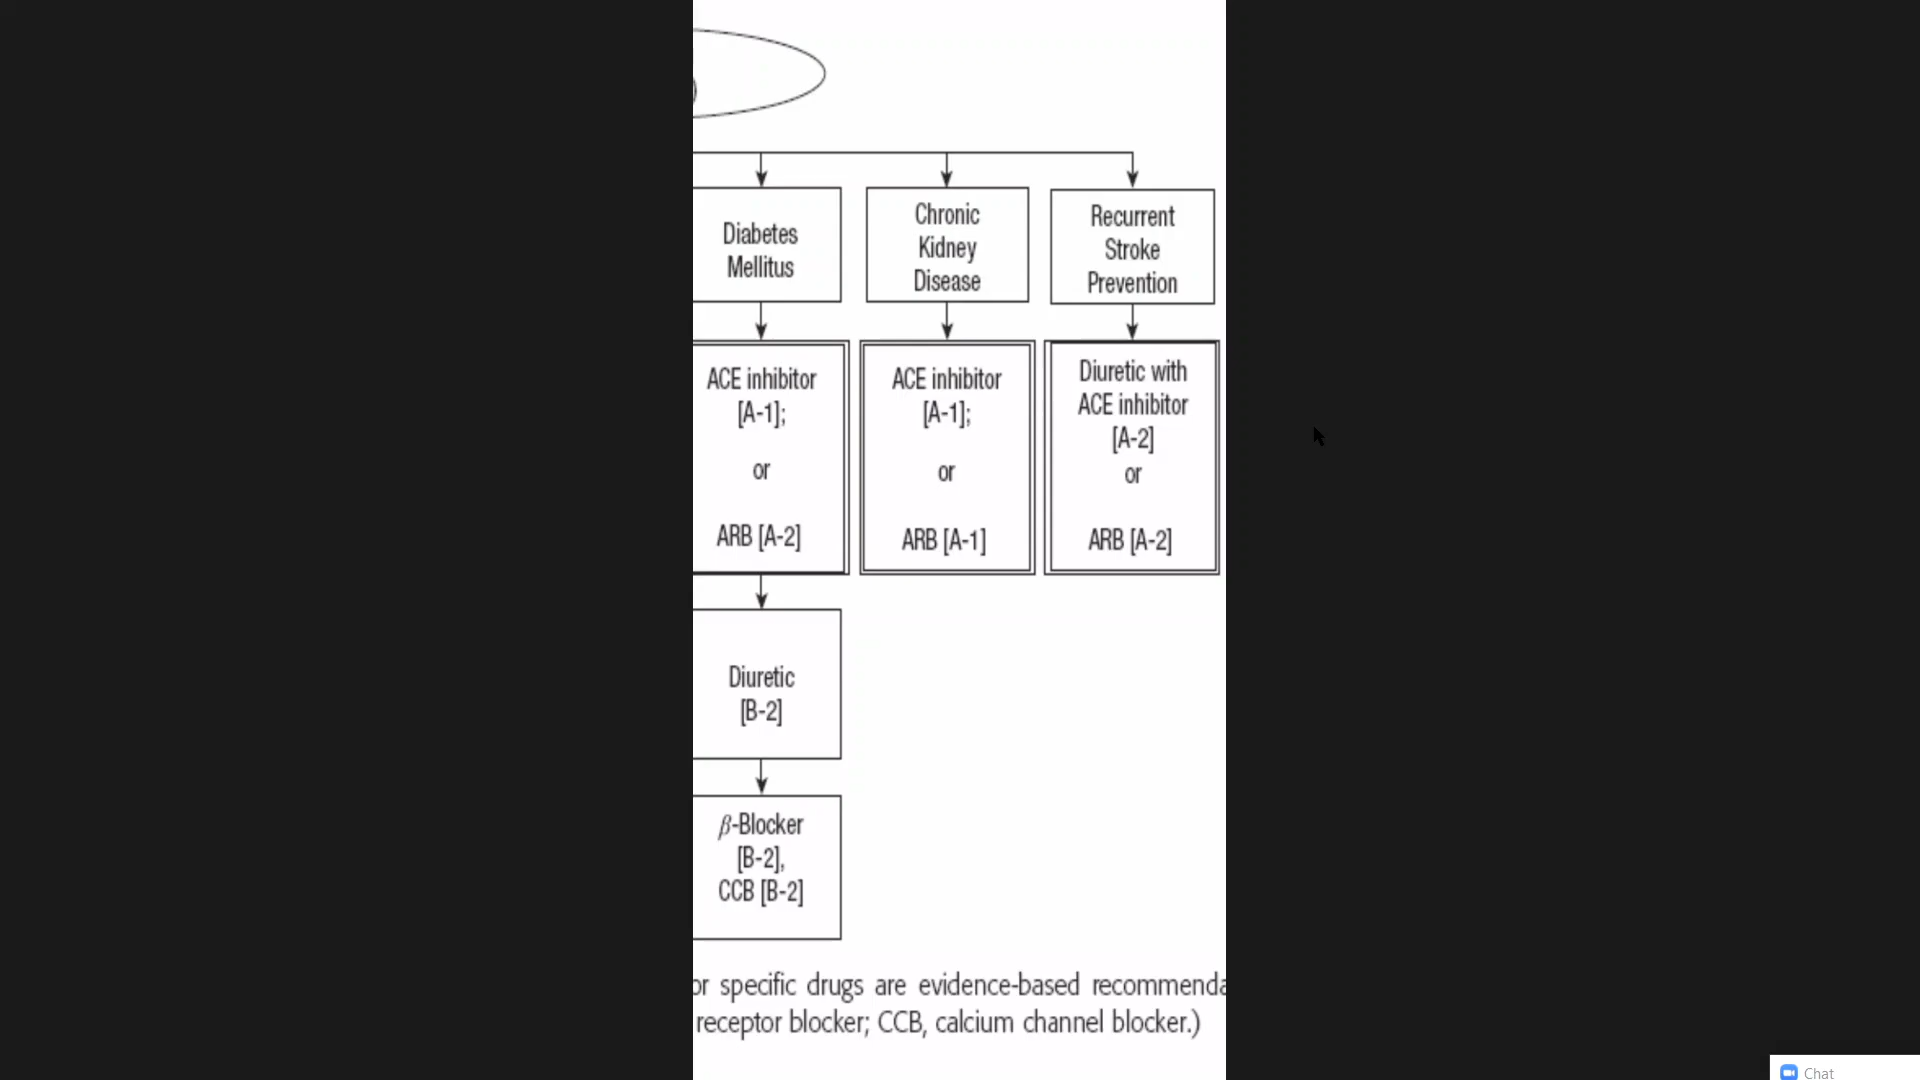 Diabetes
Mellitus
Chronic
Kidney
Disease
Recurrent
Stroke
Prevention
ACE inhibitor
[A-1];
or
ARB [A-2]
ACE inhibitor
[A-1];
or
ARB [A-1]
Diuretic with
ACE inhibitor
[A-2]
or
ARB [A-2]
Diuretic
[B-2]
β-Blocker
[B-2],
CCB [B-2]
or specific drugs are evidence-based recommenda
receptor blocker; CCB, calcium channel blocker.)
Chat